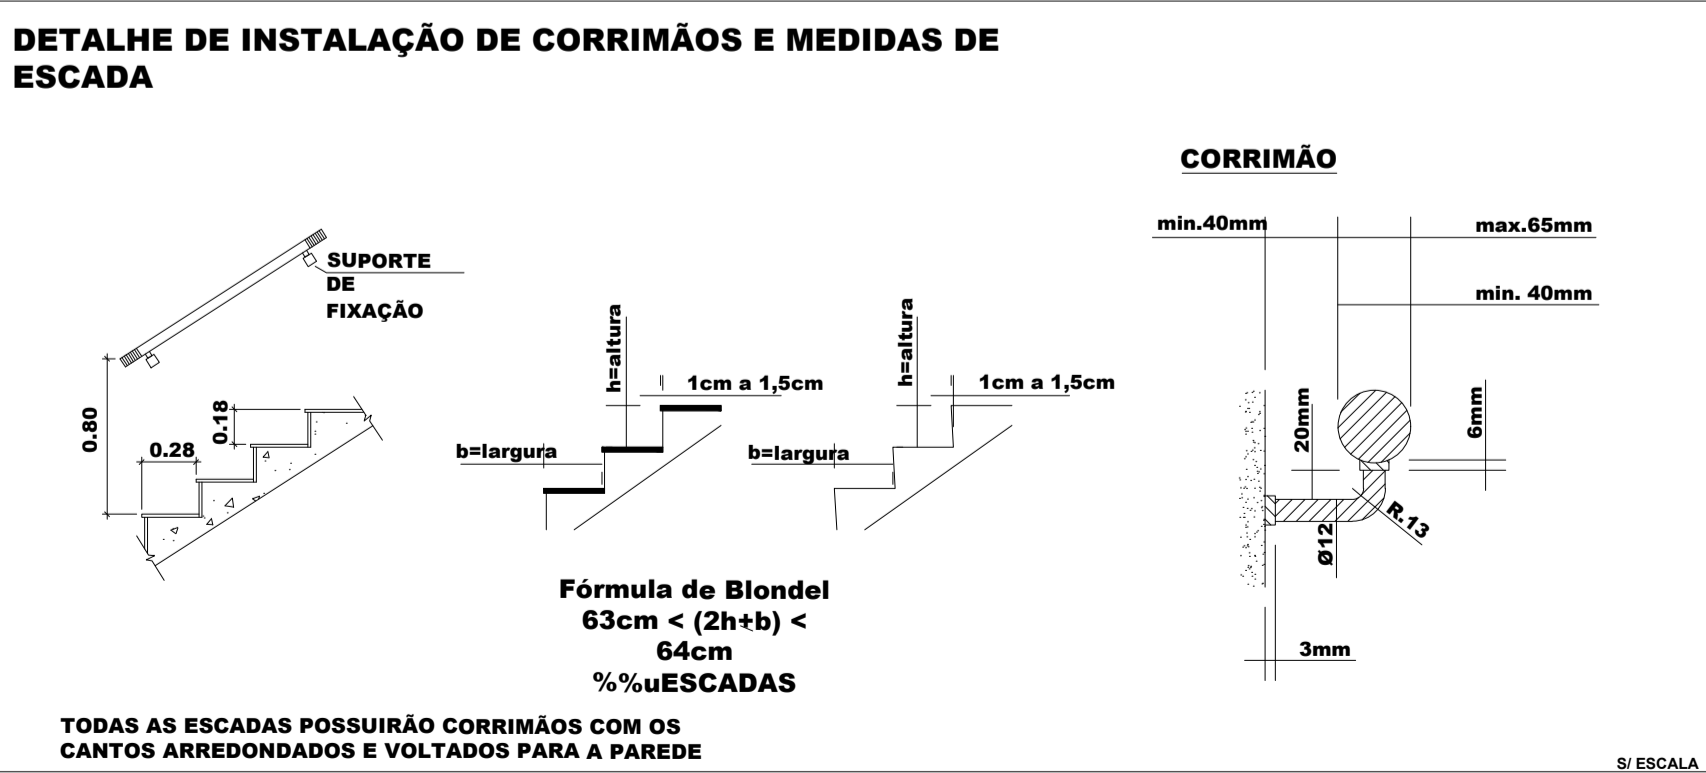 DETALHE DE INSTALAÇÃO DE CORRIMÃOS E MEDIDAS DE
ESCADA
CORRIMÃO
min.40mm
max.65mm
min. 40mm
SUPORTE
DE
FIXAÇÃO
0.80
0.28
0.18
h=altura
1cm a 1,5cm
b=largura
h=altura
1cm a 1,5cm
b=largura
20mm
6mm
R.13
Ø12
3mm
Fórmula de Blondel
63cm < (2h+b) <
64cm
%%uESCADAS
TODAS AS ESCADAS POSSUIRÃO CORRIMÃOS COM OS
CANTOS ARREDONDADOS E VOLTADOS PARA A PAREDE
S/ ESCALA